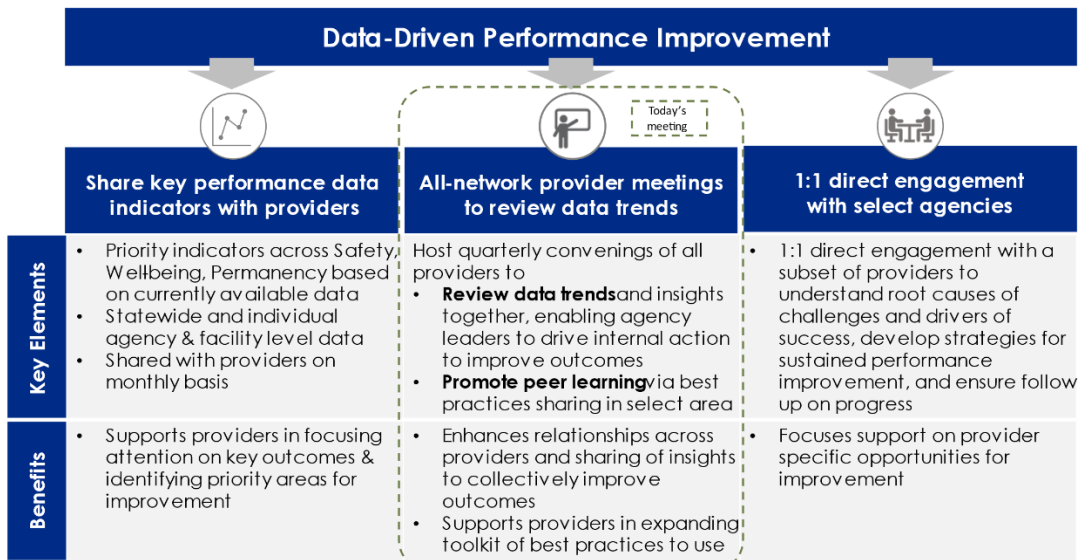 Data-Driven Performance Improvement
Today's
meeting
Share key performance data
indicators with providers
All-network provider meetings
to review data trends
1:1 direct engagement
with select agencies
Key Elements
• Priority indicators across Safety,
Well-being, Permanency based
on currently available data
• Statewide and individual
agency & facility level data
• Shared with providers on
monthly basis
Host quarterly convenings of all
providers to
• Review data trends and insights
together, enabling agency
leaders to drive internal action
to improve outcomes
• Promote peer learning via best
practices sharing in select area
• 1:1 direct engagement with a
subset of providers to
understand root causes of
challenges and drivers of
success, develop strategies for
sustained performance
improvement, and ensure follow
up on progress
Benefits
• Supports providers in focusing
attention on key outcomes &
identifying priority areas for
improvement
• Enhances relationships across
providers and sharing of insights
to collectively improve
outcomes
• Supports providers in expanding
toolkit of best practices to use
• Focuses support on provider
specific opportunities for
improvement